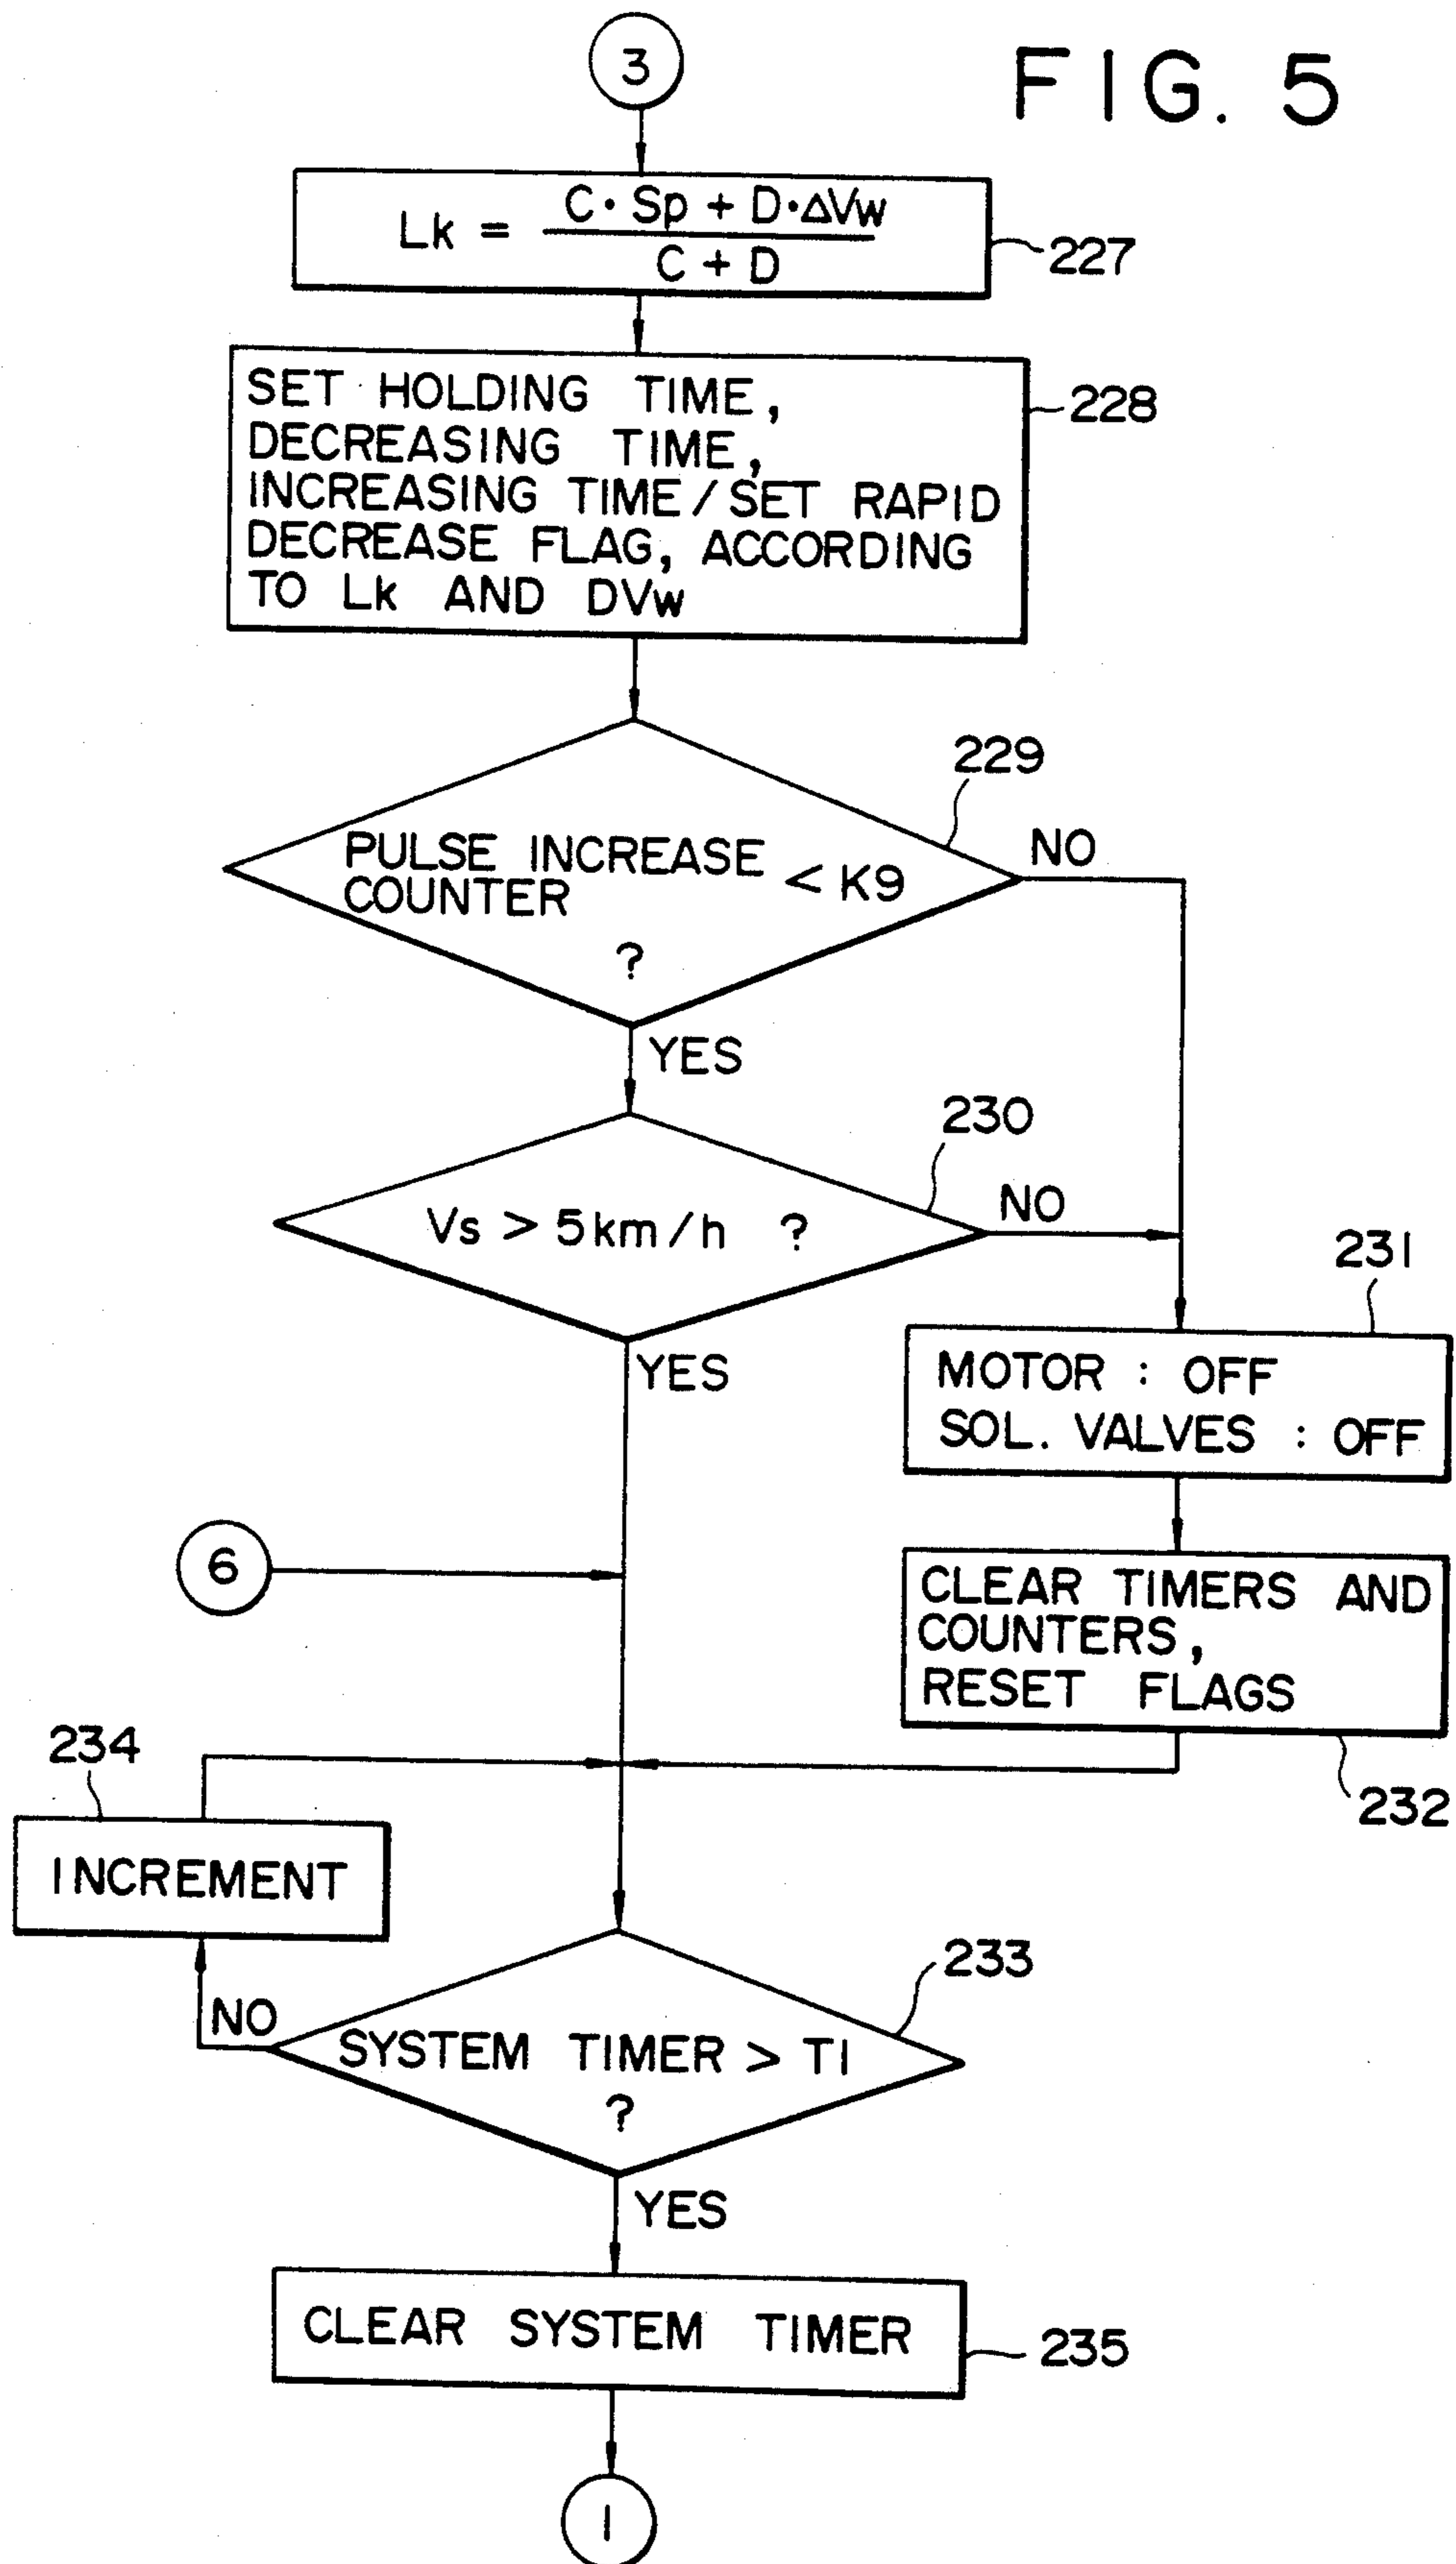 3
FIG. 5
Lk = C· Sp + D·ΔVw
C + D
227
SET HOLDING TIME,
DECREASING TIME,
INCREASING TIME/SET RAPID
DECREASE FLAG, ACCORDING
TO Lk AND DVw
228
229
PULSE INCREASE
COUNTER
< K9
?
NO
YES
230
Vs > 5km/h ?
NO
YES
231
MOTOR : OFF
SOL. VALVES : OFF
6
CLEAR TIMERS AND
COUNTERS,
RESET FLAGS
232
234
INCREMENT
233
NO
SYSTEM TIMER > T1
?
YES
CLEAR SYSTEM TIMER
235
1